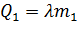 Q₁ = λm₁